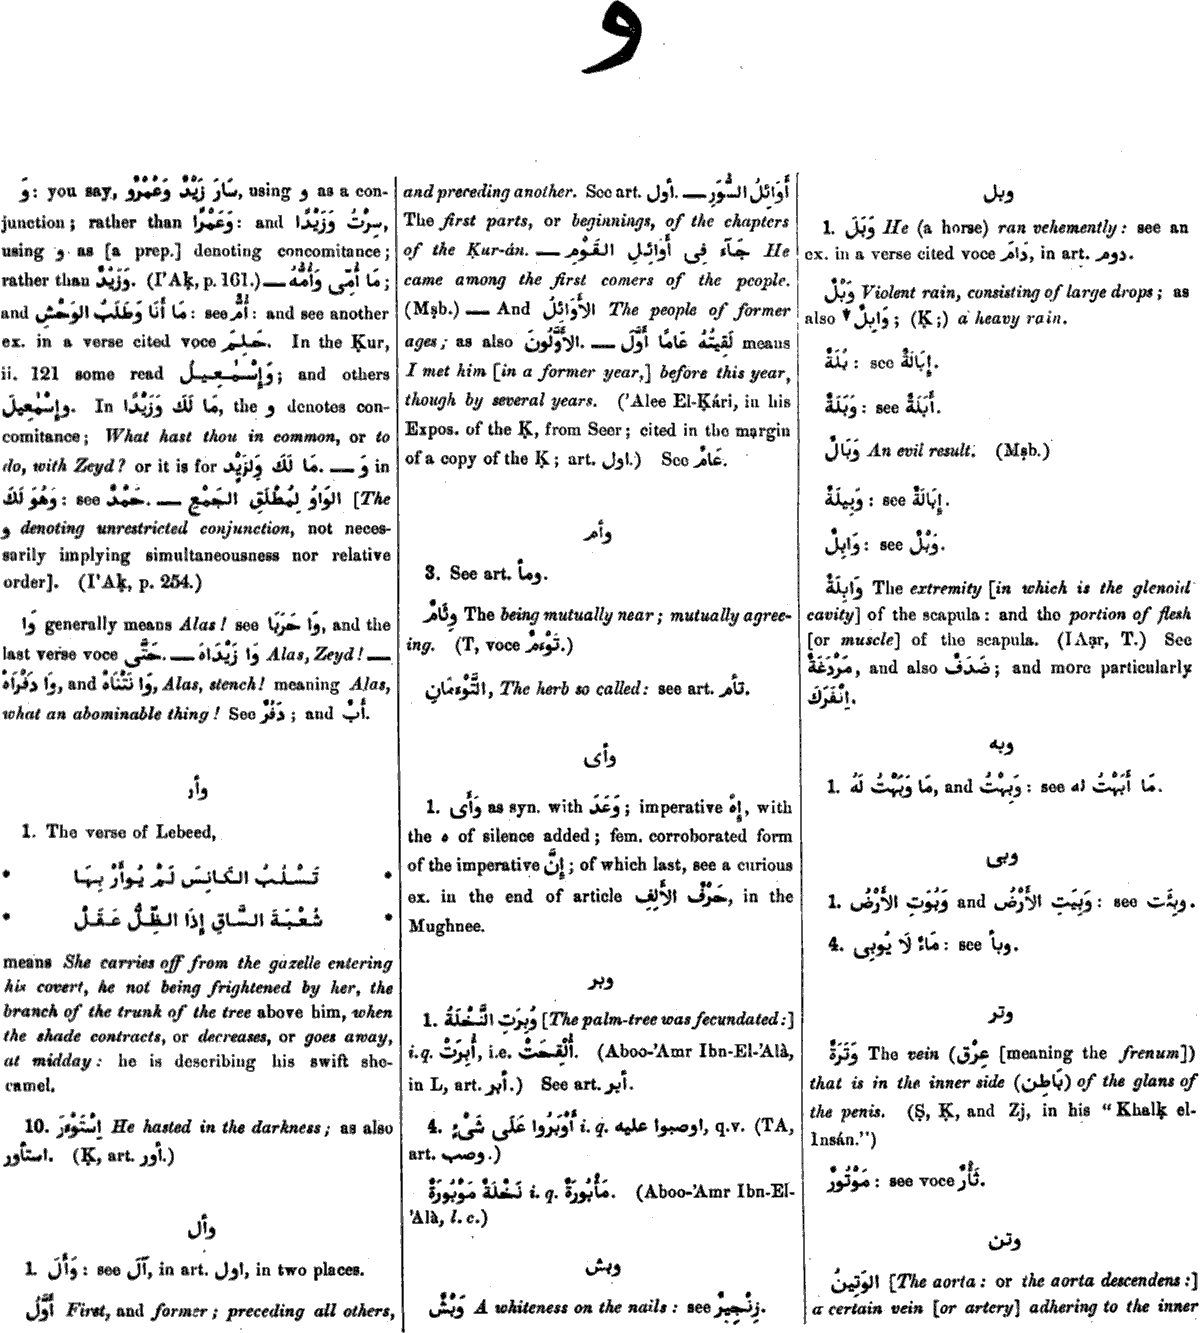 و
وَ: you say, سَارَ زَيْدٌ وَعَمْرٌو, using و as a con-
junction; rather than وَعَمْرًا: and سِرْتُ وَزَيْدًا,
using و as [a prep.] denoting concomitance;
rather than وَزَيْدٌ. (I'Aḳ, p. 161.) — مَا أُمِّى وَأُمُّهُ;
and مَا أَنَا وَطَلَبُ الوَحْشِ: see أُمٌّ: and see another
ex. in a verse cited voce حَلِمَ. In the Ḳur,
ii. 121 some read وَإِسْمٰعِيلُ; and others
وإِسْمٰعِيلَ. In مَا لَكَ وَزَيْدًا, the و denotes con-
comitance; What hast thou in common, or to
do, with Zeyd? or it is for مَا لَكَ وَلِزَيْدٍ. — وَ in
وَهُوَ لَكَ: see حَمْدٌ. — الوَاوُ لِمُطْلَقِ الجَمْعِ [The
و denoting unrestricted conjunction, not neces-
sarily implying simultaneousness nor relative
order]. (I'Aḳ, p. 254.)
وَا generally means Alas! see وَا حَرَبَا, and the
last verse voce حَتَّى. — وَا زَيْدَاهْ Alas, Zeyd! —
وَا دَفْرَاهْ, and وَا نَتْنَاهْ, Alas, stench! meaning Alas,
what an abominable thing! See دَفْرٌ; and أَبٌ.
وأر
1. The verse of Lebeed,
* تَسْلُبُ الكَانِسَ لَمْ يُوأَرْ بِهَا *
* شُعْبَةَ السَّاقِ إِذَا الظِّلُّ عَقَلْ *
means She carries off from the gazelle entering
his covert, he not being frightened by her, the
branch of the trunk of the tree above him, when
the shade contracts, or decreases, or goes away,
at midday: he is describing his swift she-
camel.
10. إِسْتَوْءَرَ He hasted in the darkness; as also
استأور. (Ḳ, art. أور.)
وأل
1. وَأَلَ: see آلَ, in art. اول, in two places.
أَوَّلُ First, and former; preceding all others,
and preceding another. See art. أول. — أَوَائِلُ السُّوَرِ
The first parts, or beginnings, of the chapters
of the Ḳur-án. — جَآءَ فِى أَوَائِلِ القَوْمِ He
came among the first comers of the people.
(Mṣb.) — And الأَوَائِلُ The people of former
ages; as also الأَوَّلُونَ. — لَقِيتُهُ عَامًا أَوَّلَ means
I met him [in a former year,] before this year,
though by several years. ('Alee El-Ḳári, in his
Expos. of the Ḳ, from Seer; cited in the margin
of a copy of the Ḳ; art. اول.) See عَامٌ.
وأم
3. See art. ومأ.
وِئَامٌ The being mutually near; mutually agree-
ing. (T, voce تَوْءَمٌ.)
التَّوْءَمَانِ, The herb so called: see art. تأم.
وأى
1. وَأَى as syn. with وَعَدَ; imperative إِهْ, with
the ه of silence added; fem. corroborated form
of the imperative إِنَّ; of which last, see a curious
ex. in the end of article حَرْفُ الأَلِفِ, in the
Mughnee.
وبر
1. وُبِرَتِ النَّخْلَةُ [The palm-tree was fecundated:]
i.q. أُبِرَتْ, i.e. أُلْقِحَتْ. (Aboo-'Amr Ibn-El-'Alà,
in L, art. أبر.) See art. أبر.
4. أَوْبَرُوا عَلَى شَىْءٍ i. q. اوصبوا عليه, q.v. (TA,
art. وصب.)
نَخْلَةٌ مَوْبُورَةٌ i. q. مَأْبُورَةٌ. (Aboo-'Amr Ibn-El-
'Alà, l. c.)
وبش
وَبْشٌ A whiteness on the nails: see زِنْجِيرٌ.
وبل
1. وَبَلَ He (a horse) ran vehemently: see an
ex. in a verse cited voce دَامَ, in art. دوم.
وَبْلٌ Violent rain, consisting of large drops; as
also وَابِلٌ; (Ḳ;) a heavy rain.
بُلَةٌ: see إِبَالَةٌ.
وَبَلَةٌ: see أَبَلَةٌ.
وَبَالٌ An evil result. (Mṣb.)
وَبِيلَةٌ: see إِبَالَةٌ.
وَابِلٌ: see وَبْلٌ.
وَابِلَةٌ The extremity [in which is the glenoid
cavity] of the scapula: and the portion of flesh
[or muscle] of the scapula. (IAạr, T.) See
مَرْدَغَةٌ, and also صَدَفٌ; and more particularly
اِنْفَرَكَ.
وبه
1. مَا وَبَهْتُ لَهُ, and وَبِهْتُ: see مَا أَبَهْتُ له.
وبى
1. وَبُوَتِ الأَرْضُ and وَبِيَتِ الأَرْضُ: see وبِئَت.
4. مَاءٌ لَا يُوبِى: see وبأ.
وتر
وَتَرَةٌ The vein (عِرْق [meaning the frenum])
that is in the inner side (بَاطِن) of the glans of
the penis. (Ṣ, Ḳ, and Zj, in his "Khalḳ el-
Insán.")
مَوْتُورٌ: see voce ثَأْرٌ.
وتن
الوَتِينُ [The aorta: or the aorta descendens:]
a certain vein [or artery] adhering to the inner